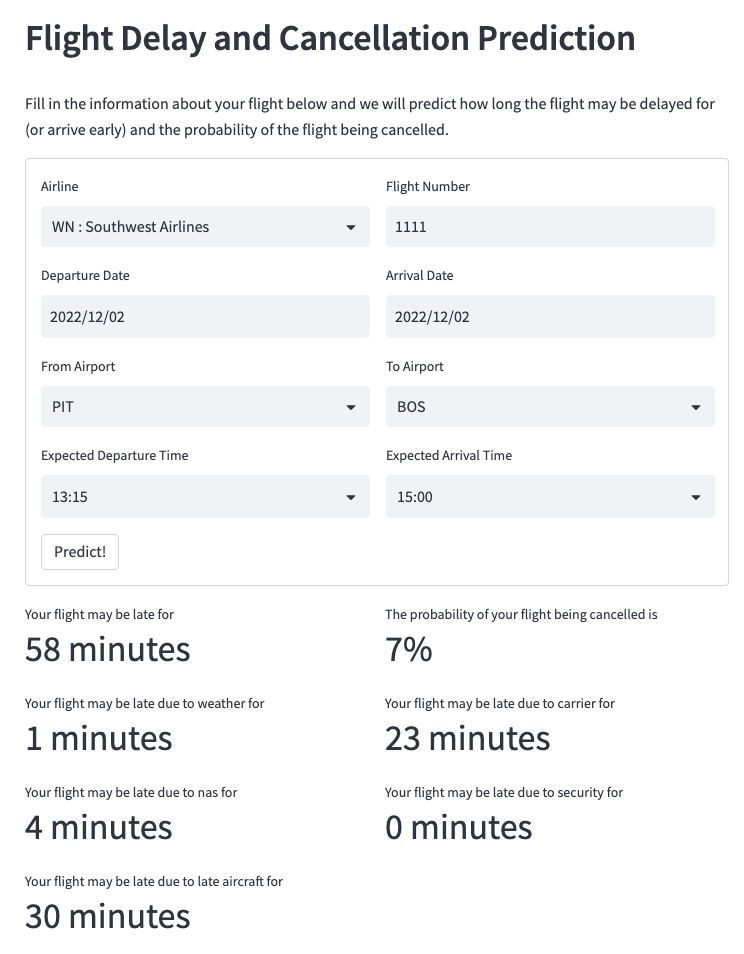 Flight Delay and Cancellation Prediction
Fill in the information about your flight below and we will predict how long the flight may be delayed for
(or arrive early) and the probability of the flight being cancelled.
Airline
Flight Number
WN : Southwest Airlines
1111
Departure Date
Arrival Date
2022/12/02
2022/12/02
From Airport
To Airport
PIT
BOS
Expected Departure Time
Expected Arrival Time
13:15
15:00
Predict!
Your flight may be late for
The probability of your flight being cancelled is
58 minutes
7%
Your flight may be late due to weather for
Your flight may be late due to carrier for
1 minutes
23 minutes
Your flight may be late due to nas for
Your flight may be late due to security for
4 minutes
0 minutes
Your flight may be late due to late aircraft for
30 minutes